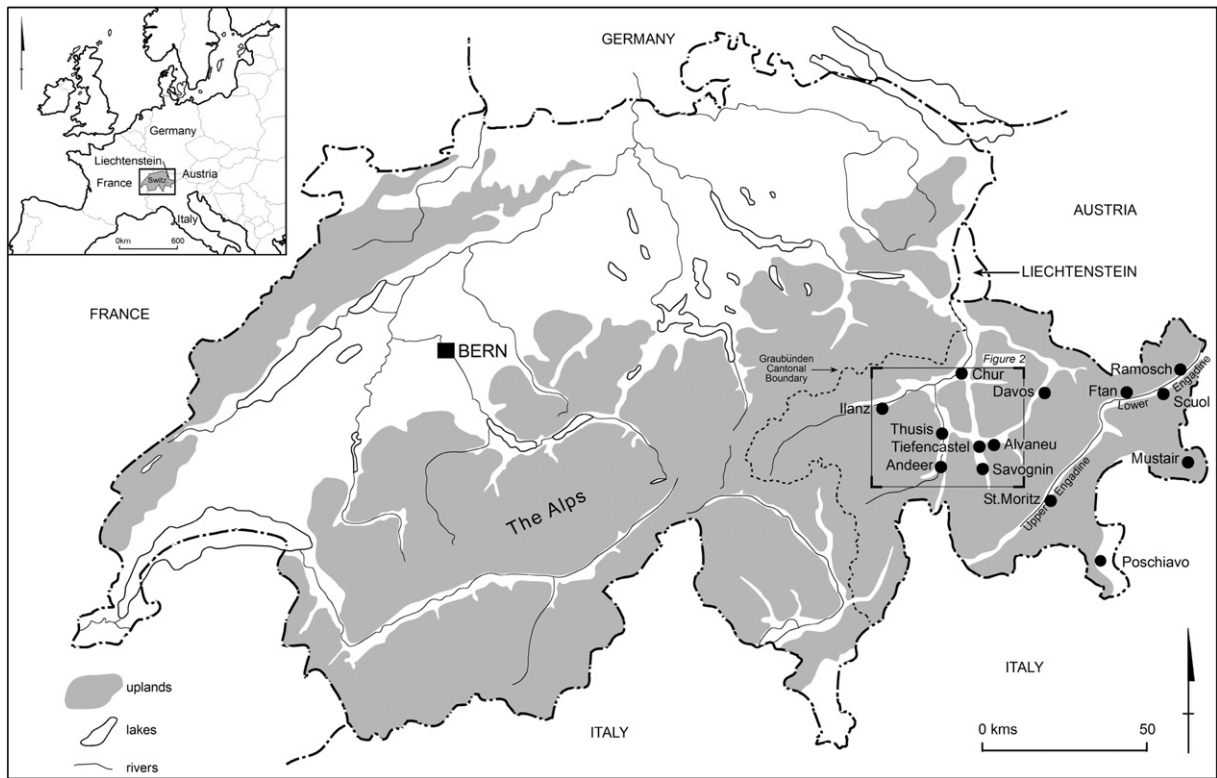 Germany
Liechtenstein
France
Switz.
Austria
Italy
0km 600
GERMANY
AUSTRIA
LIECHTENSTEIN
FRANCE
BERN
Graubünden
Cantonal
Boundary
Figure 2
Chur
Ilanz
Davos
Ramosch
Ftan
Lower Engadine
Scuol
Thusis
Tiefencastel
Alvaneu
Andeer
Savognin
Mustair
St.Moritz
Upper Engadine
Poschiavo
The Alps
uplands
lakes
rivers
ITALY
ITALY
0 kms 50